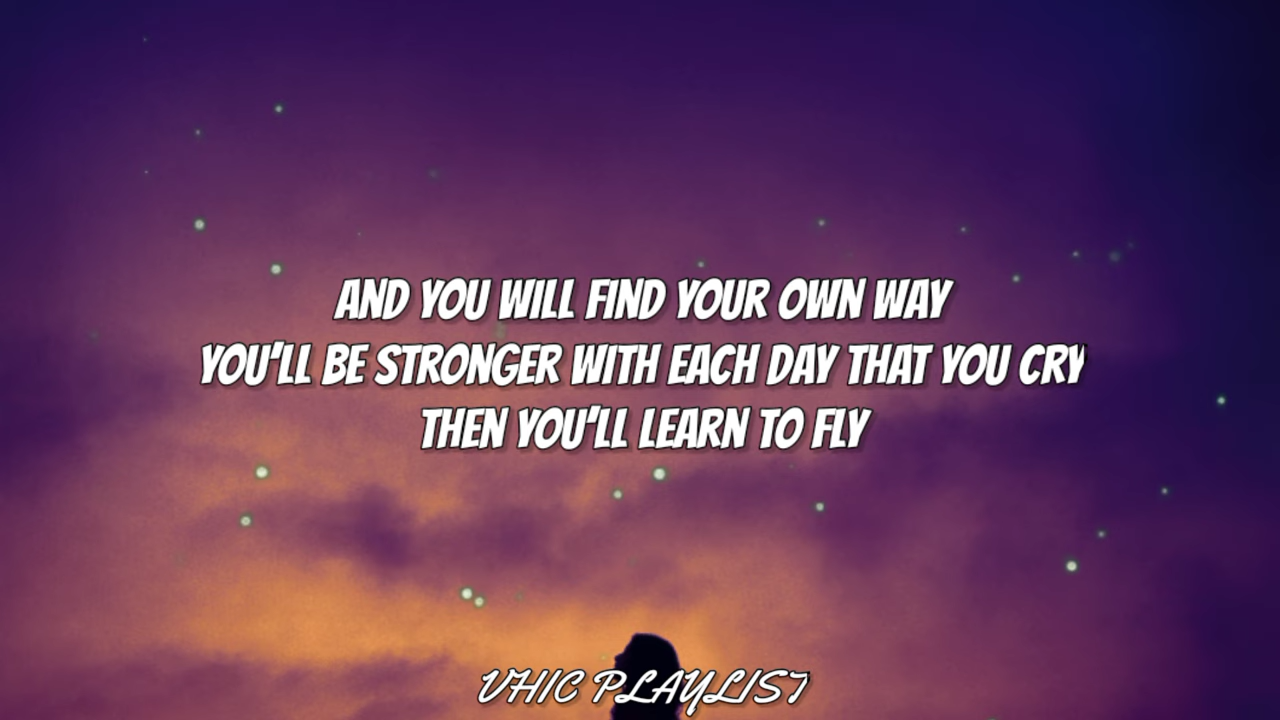 AND YOU WILL FIND YOUR OWN WAY
YOU'LL BE STRONGER WITH EACH DAY THAT YOU CRY
THEN YOU'LL LEARN TO FLY
VHIC PLAYLIST